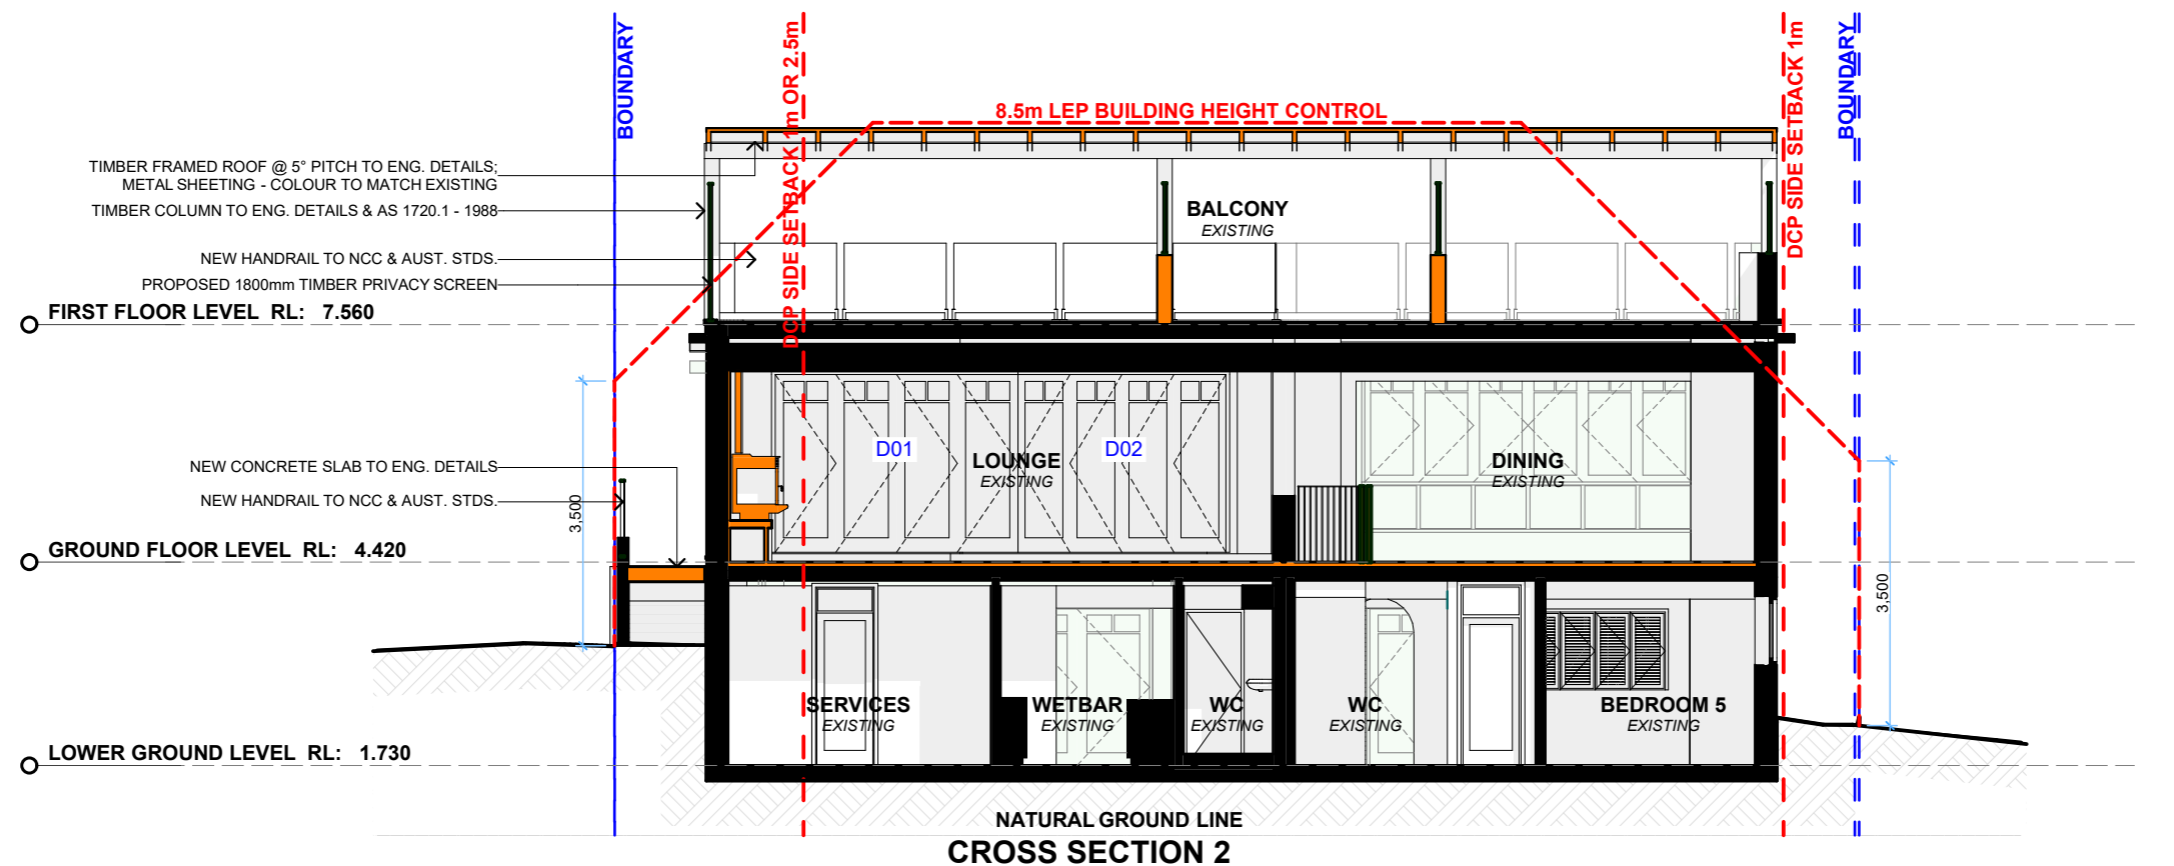 BOUNDARY
DCP SIDE SETBACK 1m OR 2.5m
8.5m LEP BUILDING HEIGHT CONTROL
DCP SIDE SETBACK 1m
BOUNDARY
TIMBER FRAMED ROOF @ 5° PITCH TO ENG. DETAILS;
METAL SHEETING - COLOUR TO MATCH EXISTING
TIMBER COLUMN TO ENG. DETAILS & AS 1720.1 - 1988
BALCONY
EXISTING
NEW HANDRAIL TO NCC & AUST. STDS.
PROPOSED 1800mm TIMBER PRIVACY SCREEN
FIRST FLOOR LEVEL RL: 7.560
D01
D02
LOUNGE
EXISTING
DINING
EXISTING
NEW CONCRETE SLAB TO ENG. DETAILS
NEW HANDRAIL TO NCC & AUST. STDS.
3,500
GROUND FLOOR LEVEL RL: 4.420
3,500
SERVICES
EXISTING
WETBAR
EXISTING
WC
EXISTING
WC
EXISTING
BEDROOM 5
EXISTING
LOWER GROUND LEVEL RL: 1.730
NATURAL GROUND LINE
CROSS SECTION 2